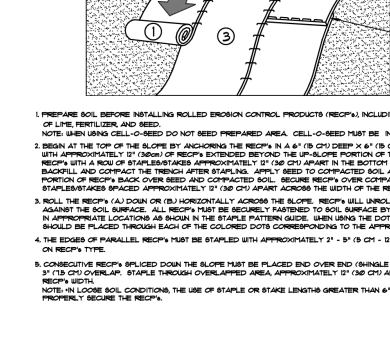 1
3
1. PREPARE SOIL BEFORE INSTALLING ROLLED EROSION CONTROL PRODUCTS (RECP's), INCLUDI
OF LIME, FERTILIZER, AND SEED.
NOTE: WHEN USING CELL-O-SEED DO NOT SEED PREPARED AREA. CELL-O-SEED MUST BE IN
2. BEGIN AT THE TOP OF THE SLOPE BY ANCHORING THE RECP's IN A 6" (15 CM) DEEP X 6" (15 C
WITH APPROXIMATELY 12" (30cm) OF RECP's EXTENDED BEYOND THE UP-SLOPE PORTION OF T
RECP's WITH A ROW OF STAPLES/STAKES APPROXIMATELY 12" (30 CM) APART IN THE BOTTOM
BACKFILL AND COMPACT THE TRENCH AFTER STAPLING. APPLY SEED TO COMPACTED SOIL A
PORTION OF RECP's BACK OVER SEED AND COMPACTED SOIL. SECURE RECP's OVER COMPA
STAPLES/STAKES SPACED APPROXIMATELY 12" (30 CM) APART ACROSS THE WIDTH OF THE RE
3. ROLL THE RECP's (A.) DOWN OR (B.) HORIZONTALLY ACROSS THE SLOPE. RECP's WILL UNROL
AGAINST THE SOIL SURFACE. ALL RECP's MUST BE SECURELY FASTENED TO SOIL SURFACE BY
IN APPROPRIATE LOCATIONS AS SHOWN IN THE STAPLE PATTERN GUIDE. WHEN USING THE DOT
SHOULD BE PLACED THROUGH EACH OF THE COLORED DOTS CORRESPONDING TO THE APPR
4. THE EDGES OF PARALLEL RECP's MUST BE STAPLED WITH APPROXIMATELY 2" - 5" (5 CM - 12
ON RECP's TYPE.
5. CONSECUTIVE RECP's SPLICED DOWN THE SLOPE MUST BE PLACED END OVER END (SHINGLE
3" (7.5 CM) OVERLAP. STAPLE THROUGH OVERLAPPED AREA, APPROXIMATELY 12" (30 CM) A
RECP's WIDTH.
NOTE: *IN LOOSE SOIL CONDITIONS, THE USE OF STAPLE OR STAKE LENGTHS GREATER THAN 6"
PROPERLY SECURE THE RECP's.